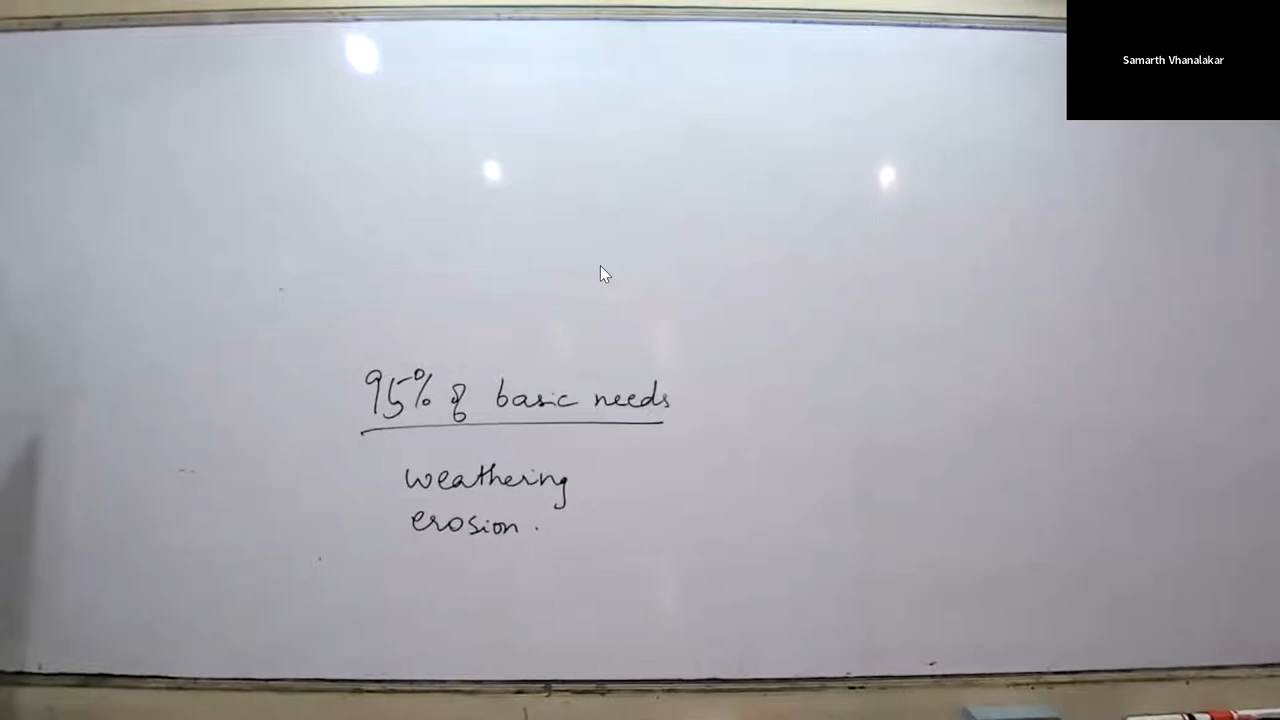 Samarth Vhanalakar
95% of basic needs
weathering
erosion.